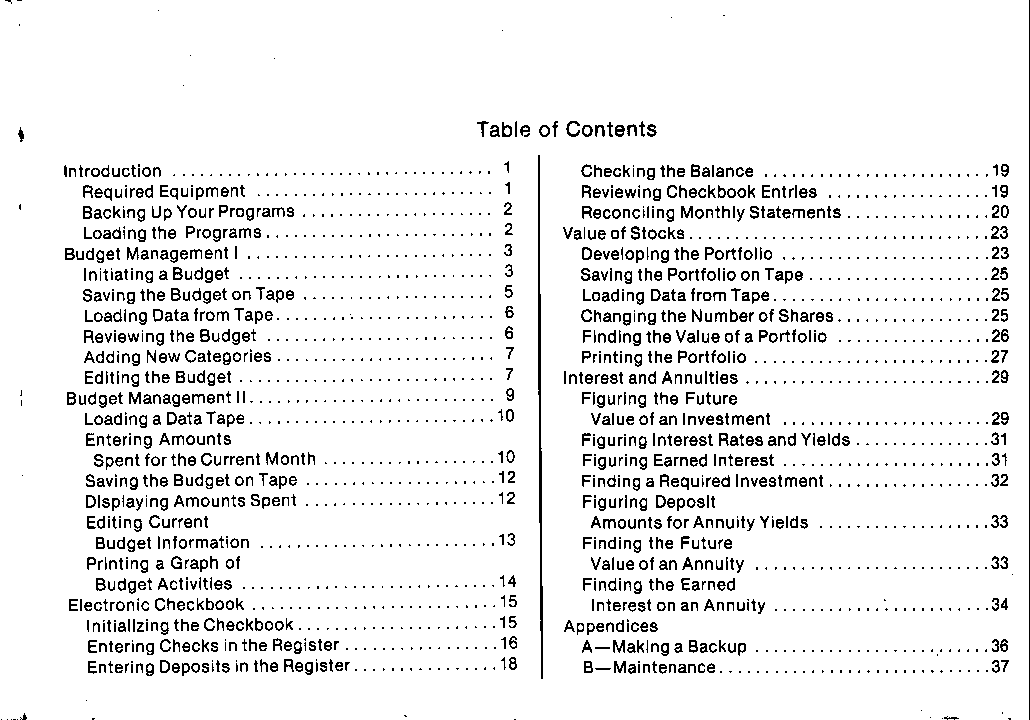 Table of Contents
Introduction ................................... 1
Required Equipment .......................... 1
Backing Up Your Programs ..................... 2
Loading the Programs......................... 2
Budget Management I ........................... 3
Initiating a Budget ............................ 3
Saving the Budget on Tape ..................... 5
Loading Data from Tape........................ 6
Reviewing the Budget ......................... 6
Adding New Categories........................ 7
Editing the Budget ............................ 7
Budget Management II........................... 9
Loading a Data Tape...........................10
Entering Amounts
Spent for the Current Month ...................10
Saving the Budget on Tape .....................12
Displaying Amounts Spent .....................12
Editing Current
Budget Information ..........................13
Printing a Graph of
Budget Activities ............................14
Electronic Checkbook ...........................15
Initializing the Checkbook......................15
Entering Checks in the Register .................16
Entering Deposits in the Register................18
Checking the Balance .........................19
Reviewing Checkbook Entries ..................19
Reconciling Monthly Statements ................20
Value of Stocks.................................23
Developing the Portfolio .......................23
Saving the Portfolio on Tape ....................25
Loading Data from Tape........................25
Changing the Number of Shares.................25
Finding the Value of a Portfolio .................26
Printing the Portfolio ..........................27
Interest and Annuities ...........................29
Figuring the Future
Value of an Investment ........................29
Figuring Interest Rates and Yields ...............31
Figuring Earned Interest .......................31
Finding a Required Investment..................32
Figuring Deposit
Amounts for Annuity Yields ...................33
Finding the Future
Value of an Annuity ..........................33
Finding the Earned
Interest on an Annuity ........................34
Appendices
A—Making a Backup ..........................36
B—Maintenance..............................37